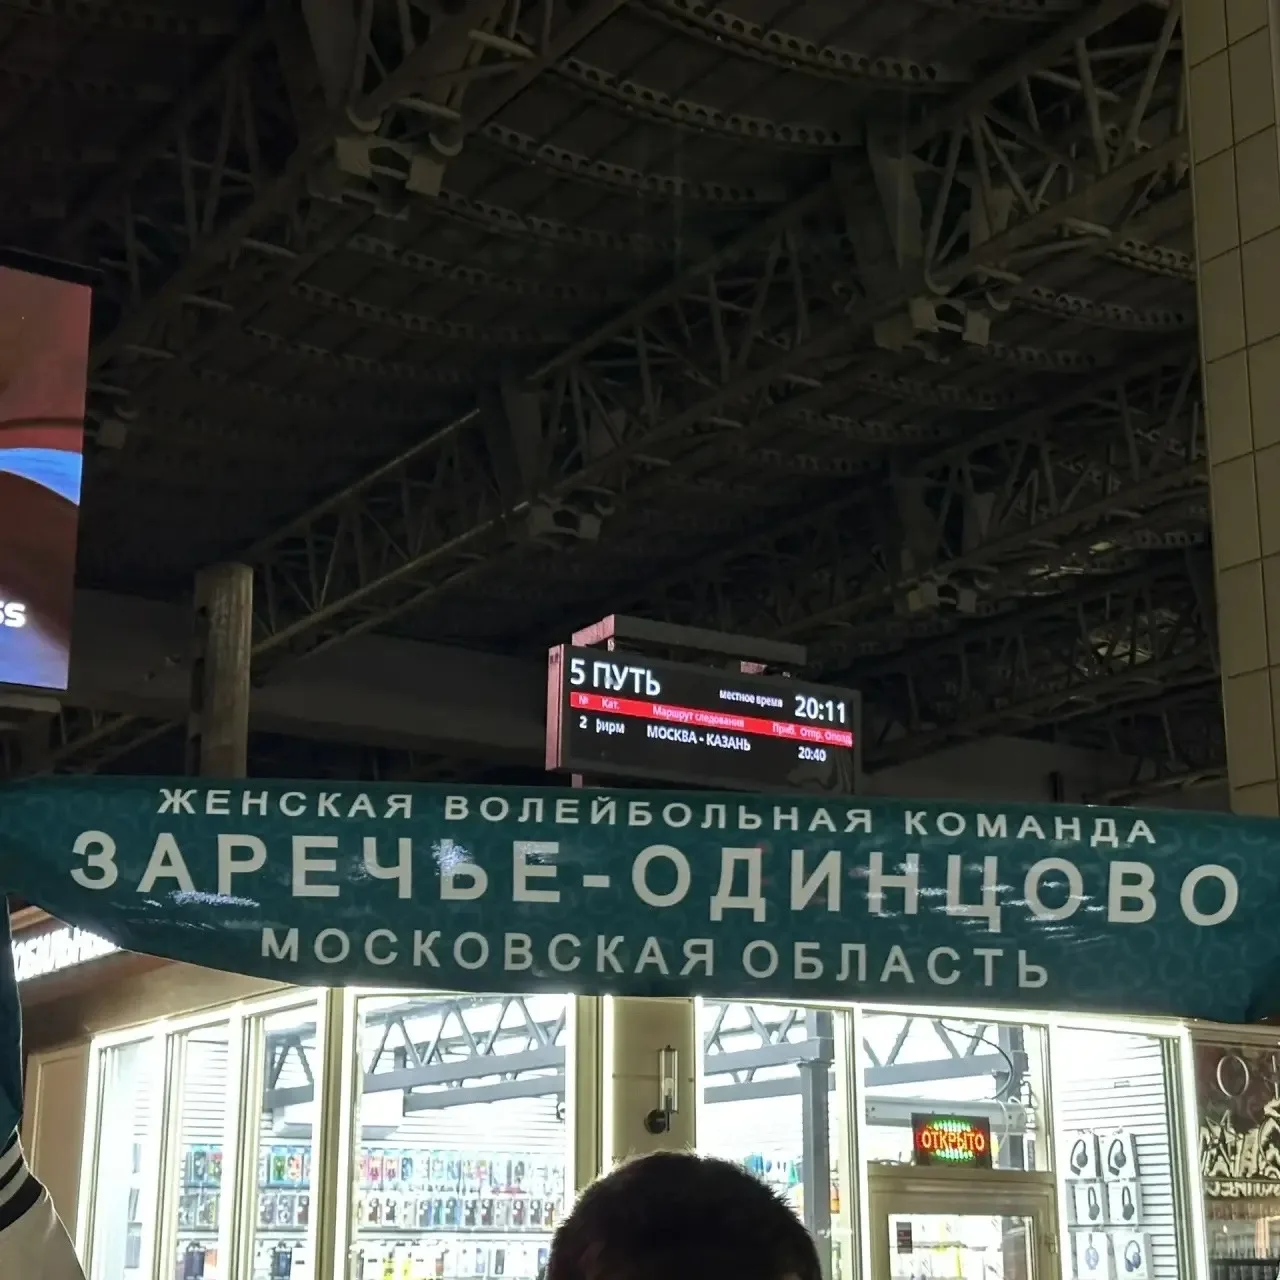 5 ПУТЬ
местное время 20:11
№ Кат. Маршрут следования Приб. Отпр. Опозд.
2 фирм МОСКВА - КАЗАНЬ 20:40
ЖЕНСКАЯ ВОЛЕЙБОЛЬНАЯ КОМАНДА
ЗАРЕЧЬЕ-ОДИНЦОВО
МОСКОВСКАЯ ОБЛАСТЬ
ОТКРЫТО